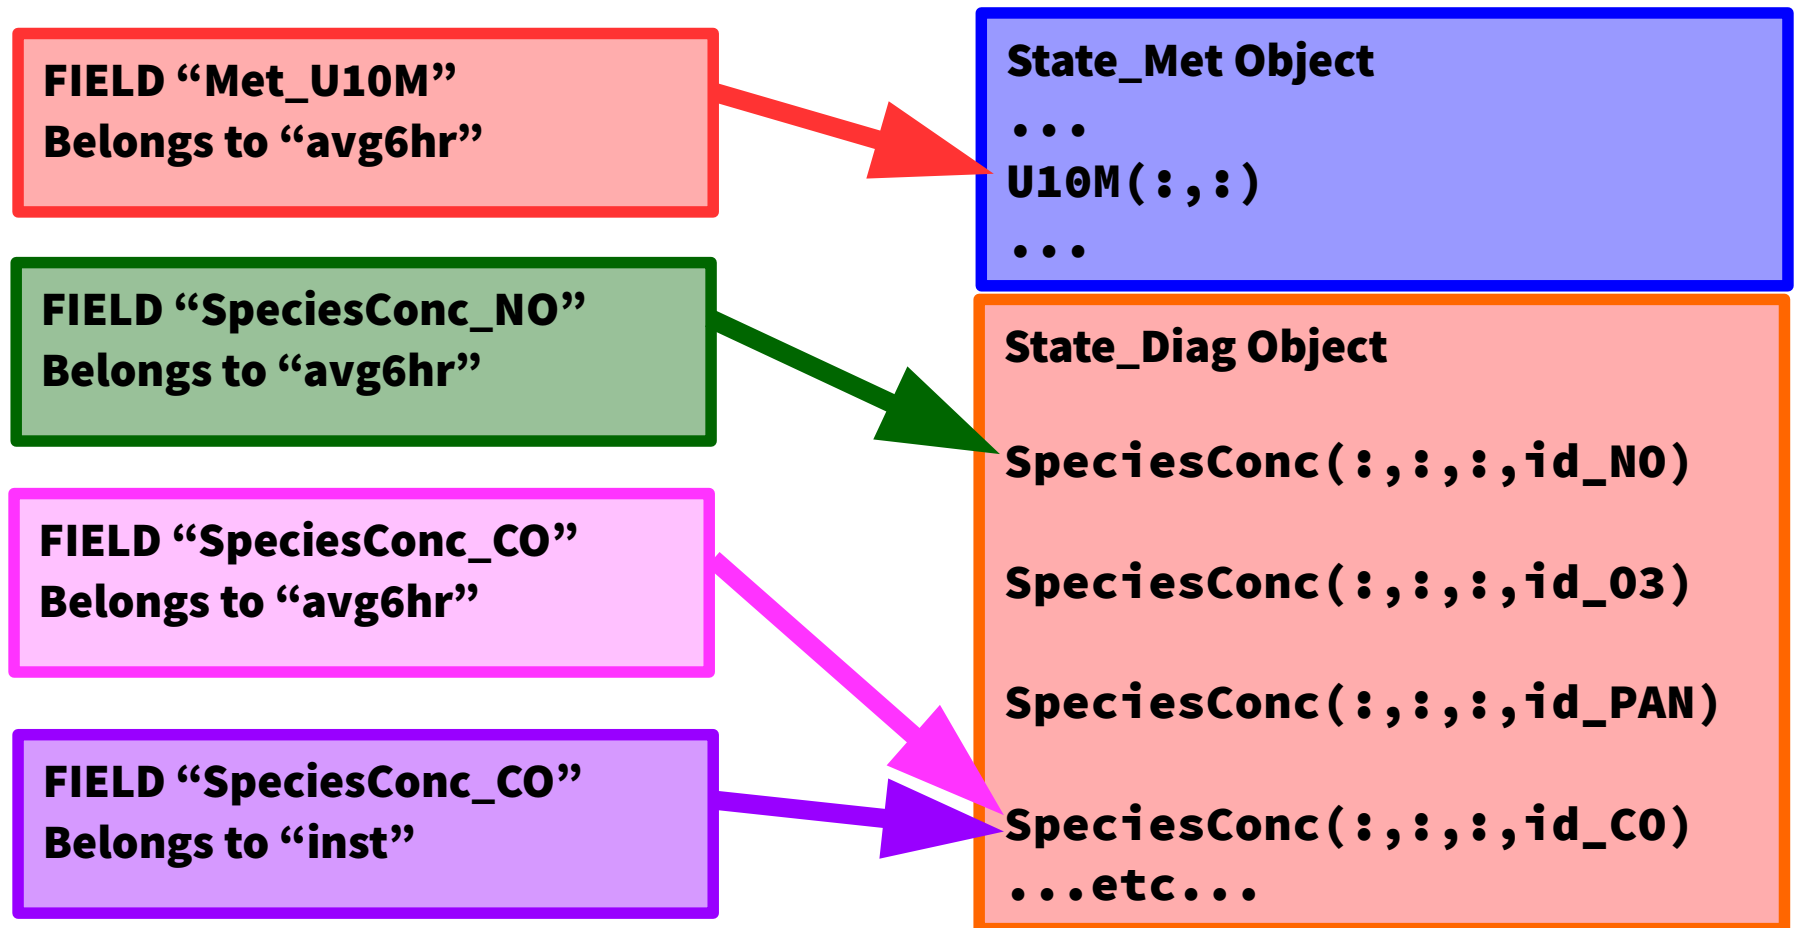 FIELD “Met_U10M”
Belongs to “avg6hr”
FIELD “SpeciesConc_NO”
Belongs to “avg6hr”
FIELD “SpeciesConc_CO”
Belongs to “avg6hr”
FIELD “SpeciesConc_CO”
Belongs to “inst”
State_Met Object
...
U10M(:,:)
...
State_Diag Object
SpeciesConc(:,:,:,id_NO)
SpeciesConc(:,:,:,id_O3)
SpeciesConc(:,:,:,id_PAN)
SpeciesConc(:,:,:,id_CO)
...etc...